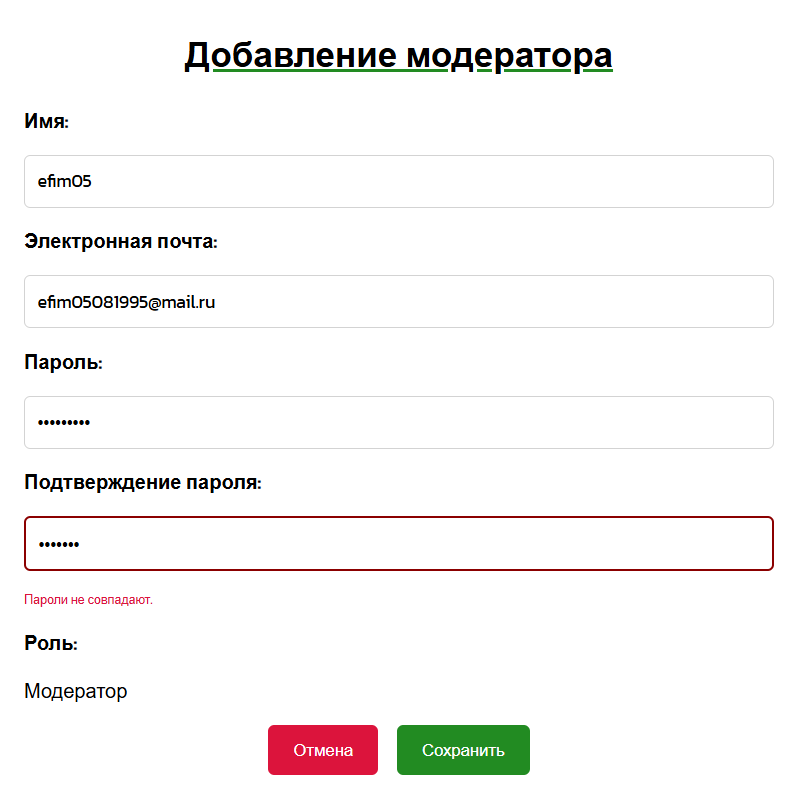 Добавление модератора
Имя:
efim05
Электронная почта:
efim05081995@mail.ru
Пароль:
•••••••••
Подтверждение пароля:
•••••••
Пароли не совпадают.
Роль:
Модератор
Отмена Сохранить